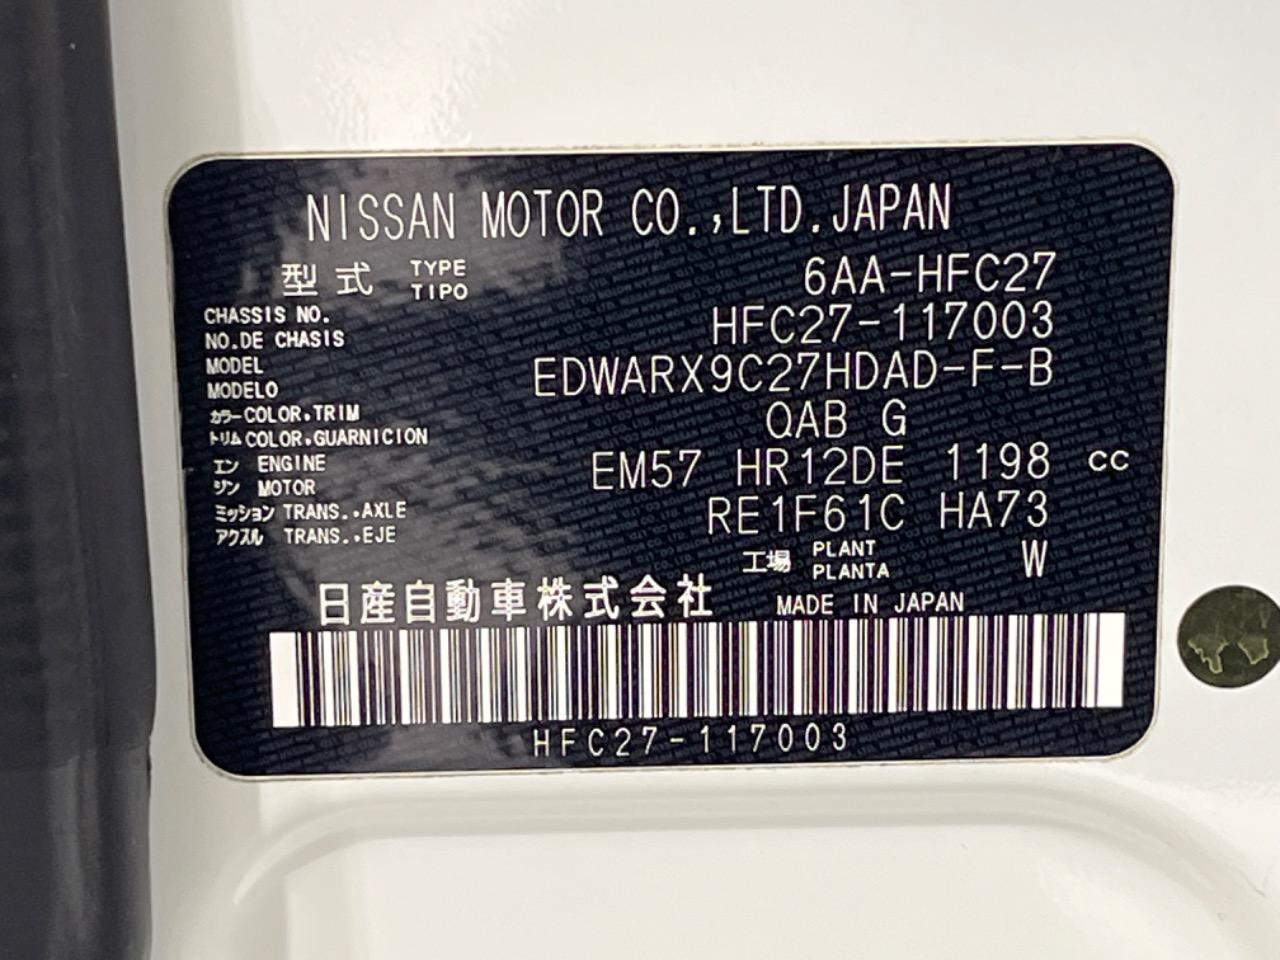 NISSAN MOTOR CO.,LTD.JAPAN
型式 TYPE TIPO 6AA-HFC27
CHASSIS NO. NO.DE CHASIS HFC27-117003
MODEL MODELO EDWARX9C27HDAD-F-B
カラー COLOR.TRIM トリム COLOR.GUARNICION QAB G
エンジン ENGINE MOTOR EM57 HR12DE 1198 cc
ミッション TRANS..AXLE アクスル TRANS..EJE RE1F61C HA73
工場 PLANT PLANTA W
日産自動車株式会社 MADE IN JAPAN
HFC27-117003